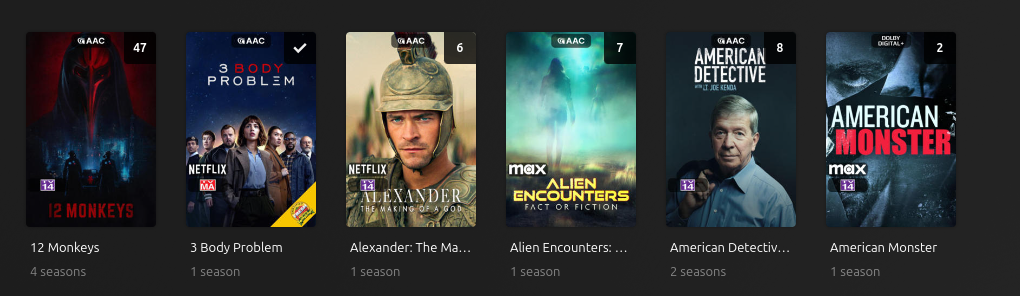 AAC
47
12 MONKEYS
TV
14
12 Monkeys
4 seasons
AAC
3 BODY
PROBLEM
NETFLIX
TV
MA
3 Body Problem
1 season
AAC
6
NETFLIX
TV
14
ALEXANDER
THE MAKING OF A GOD
Alexander: The Ma...
1 season
AAC
7
max
ALIEN
ENCOUNTERS
FACT OR FICTION
Alien Encounters: ...
1 season
AAC
8
AMERICAN
DETECTIVE
WITH LT. JOE KENDA
TV
14
American Detectiv...
2 seasons
DOLBY
DIGITAL+
2
AMERICAN
MONSTER
max
TV
14
American Monster
1 season